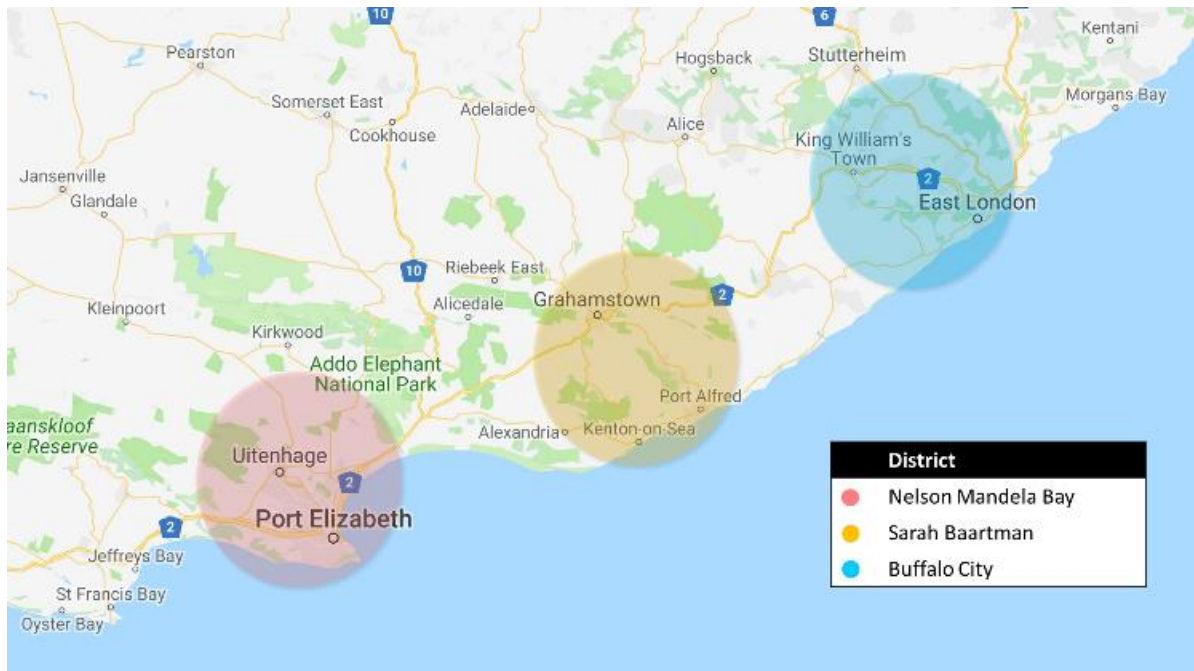 10
6
Kentani
Pearston
Hogsback
Stutterheim
Morgans Bay
Somerset East
Adelaide
Cookhouse
Alice
King William's
Town
Jansenville
2
Glandale
East London
10
Riebeek East
2
Kleinpoort
Alicedale
Grahamstown
Kirkwood
Addo Elephant
National Park
Port Alfred
aanskloof
re Reserve
Alexandria
Kenton-on-Sea
Uitenhage
2
District
Nelson Mandela Bay
Port Elizabeth
2
Sarah Baartman
Jeffreys Bay
Buffalo City
St Francis Bay
Oyster Bay